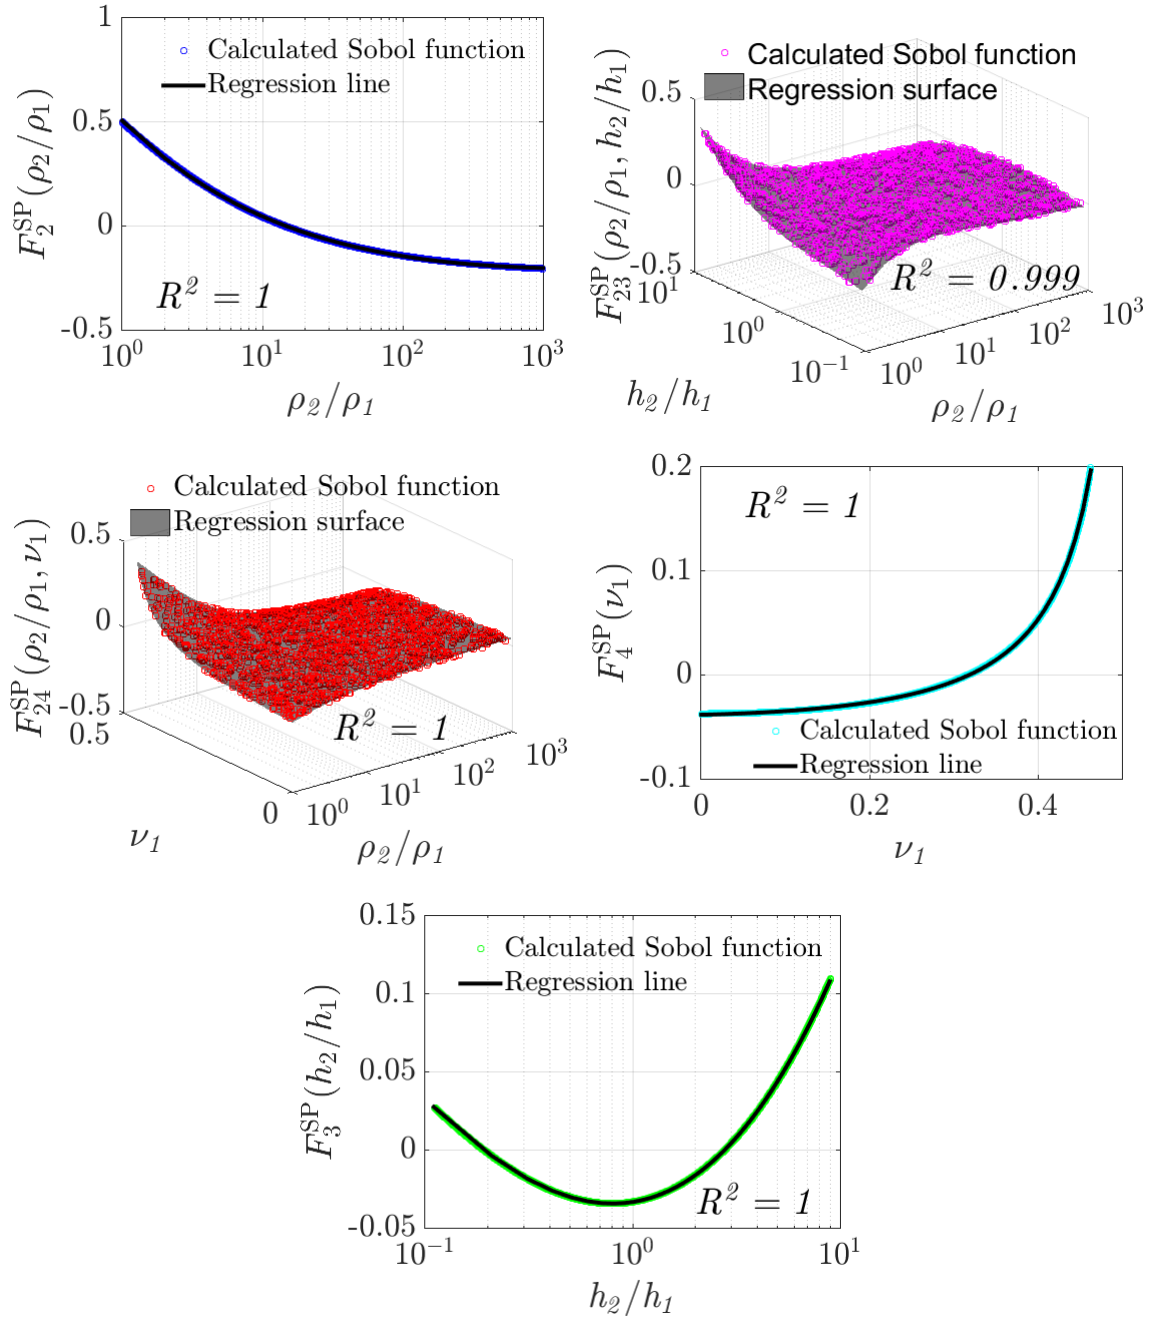 1
Calculated Sobol function
Regression line
0.5
0
-0.5
F₂^SP(ρ₂/ρ₁)
R² = 1
10⁰ 10¹ 10² 10³
ρ₂/ρ₁
Calculated Sobol function
Regression surface
0.5
0
-0.5
F₂₃^SP(ρ₂/ρ₁, h₂/h₁)
R² = 0.999
10¹ 10⁰ 10⁻¹
h₂/h₁
10⁰ 10¹ 10² 10³
ρ₂/ρ₁
Calculated Sobol function
Regression surface
0.5
0
-0.5
F₂₄^SP(ρ₂/ρ₁, ν₁)
R² = 1
0.5 0
ν₁
10⁰ 10¹ 10² 10³
ρ₂/ρ₁
0.2
R² = 1
0.1
0
-0.1
F₄^SP(ν₁)
Calculated Sobol function
Regression line
0 0.2 0.4
ν₁
0.15
Calculated Sobol function
Regression line
0.1
0.05
0
-0.05
F₃^SP(h₂/h₁)
R² = 1
10⁻¹ 10⁰ 10¹
h₂/h₁